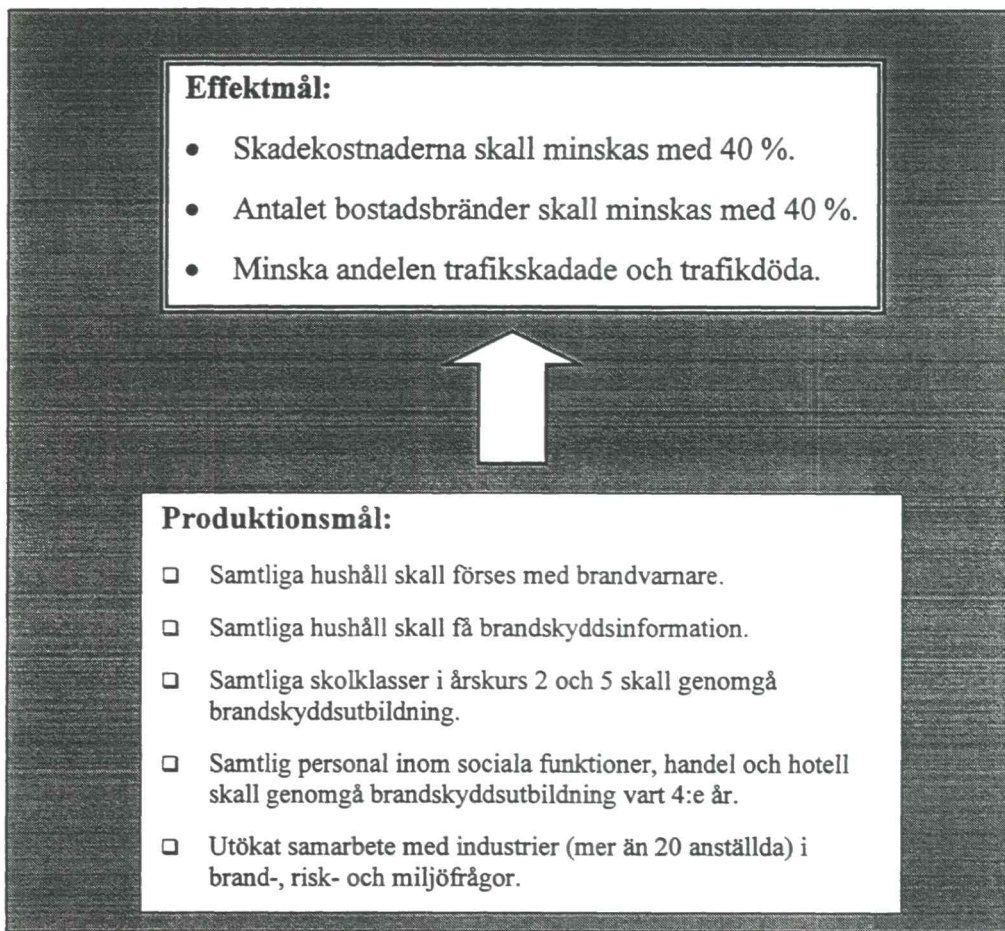 Effektmål:
• Skadekostnaderna skall minskas med 40 %.
• Antalet bostadsbränder skall minskas med 40 %.
• Minska andelen trafikskadade och trafikdöda.
Produktionsmål:
❑ Samtliga hushåll skall förses med brandvarnare.
❑ Samtliga hushåll skall få brandskyddsinformation.
❑ Samtliga skolklasser i årskurs 2 och 5 skall genomgå
brandskyddsutbildning.
❑ Samtlig personal inom sociala funktioner, handel och hotell
skall genomgå brandskyddsutbildning vart 4:e år.
❑ Utökat samarbete med industrier (mer än 20 anställda) i
brand-, risk- och miljöfrågor.